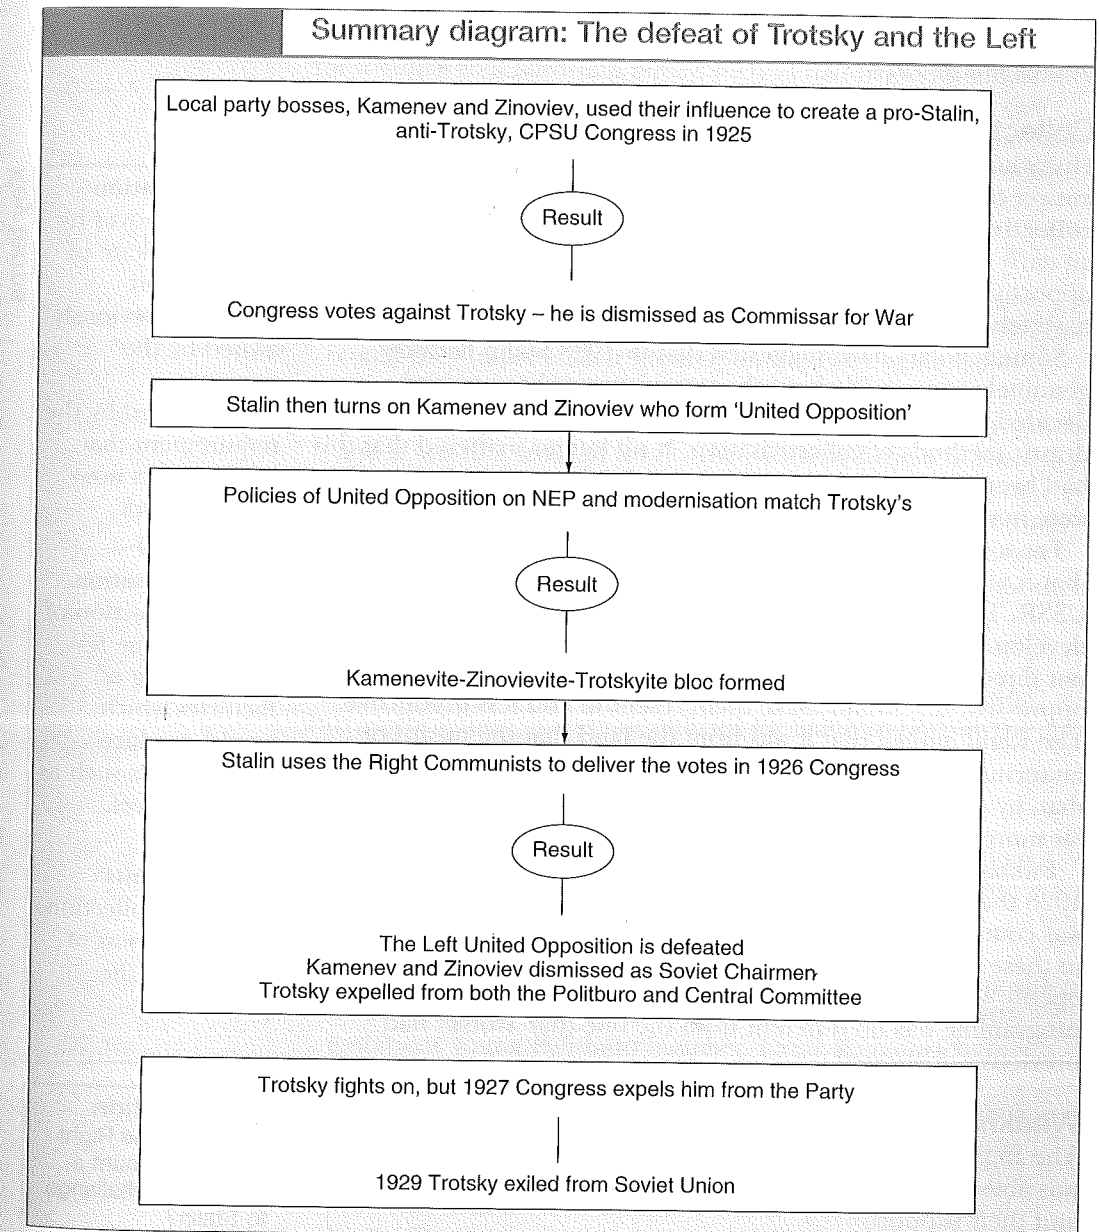 Summary diagram: The defeat of Trotsky and the Left
Local party bosses, Kamenev and Zinoviev, used their influence to create a pro-Stalin,
anti-Trotsky, CPSU Congress in 1925
Result
Congress votes against Trotsky – he is dismissed as Commissar for War
Stalin then turns on Kamenev and Zinoviev who form ‘United Opposition’
Policies of United Opposition on NEP and modernisation match Trotsky’s
Result
Kamenevite-Zinovievite-Trotskyite bloc formed
Stalin uses the Right Communists to deliver the votes in 1926 Congress
Result
The Left United Opposition is defeated
Kamenev and Zinoviev dismissed as Soviet Chairmen
Trotsky expelled from both the Politburo and Central Committee
Trotsky fights on, but 1927 Congress expels him from the Party
1929 Trotsky exiled from Soviet Union